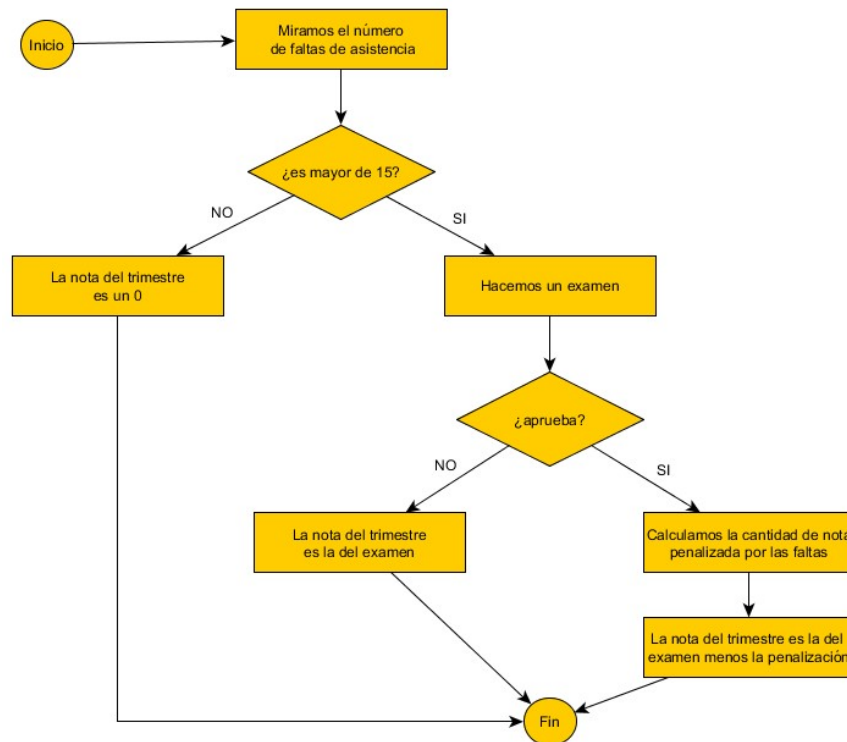 Inicio
Miramos el número
de faltas de asistencia
¿es mayor de 15?
NO
SI
La nota del trimestre
es un 0
Hacemos un examen
¿aprueba?
NO
SI
La nota del trimestre
es la del examen
Calculamos la cantidad de nota
penalizada por las faltas
La nota del trimestre es la del
examen menos la penalización
Fin